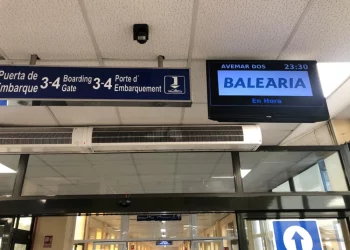 Puerta de Embarque 3-4 Boarding Gate 3-4 Porte d' Embarquement
AVEMAR DOS 23:30
BALEARIA
En Hora